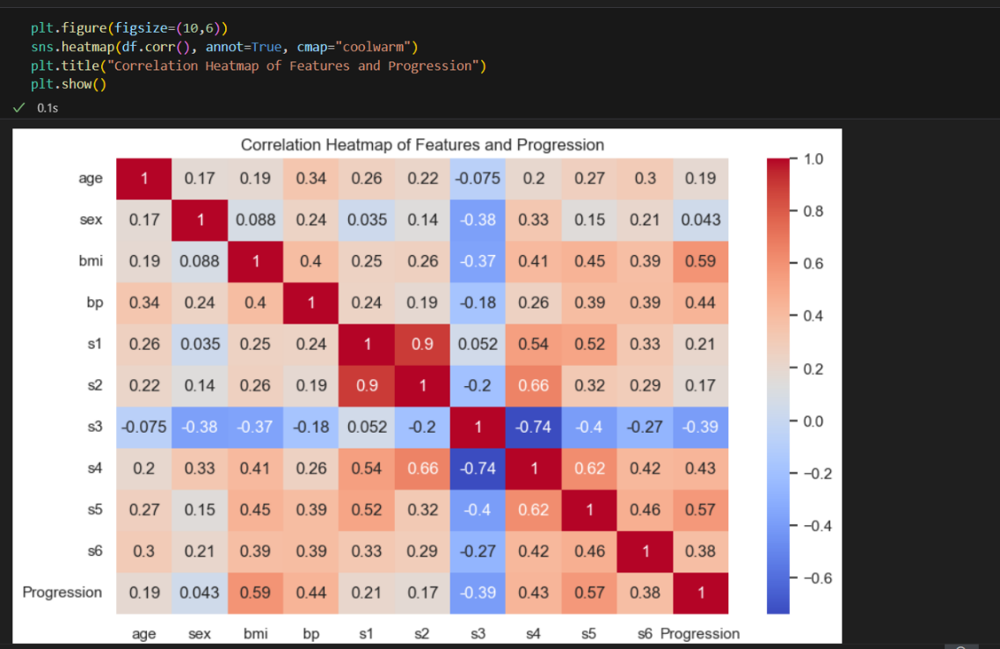 plt.figure(figsize=(10,6))
sns.heatmap(df.corr(), annot=True, cmap="coolwarm")
plt.title("Correlation Heatmap of Features and Progression")
plt.show()
0.1s
Correlation Heatmap of Features and Progression
age 1 0.17 0.19 0.34 0.26 0.22 -0.075 0.2 0.27 0.3 0.19
sex 0.17 1 0.088 0.24 0.035 0.14 -0.38 0.33 0.15 0.21 0.043
bmi 0.19 0.088 1 0.4 0.25 0.26 -0.37 0.41 0.45 0.39 0.59
bp 0.34 0.24 0.4 1 0.24 0.19 -0.18 0.26 0.39 0.39 0.44
s1 0.26 0.035 0.25 0.24 1 0.9 0.052 0.54 0.52 0.33 0.21
s2 0.22 0.14 0.26 0.19 0.9 1 -0.2 0.66 0.32 0.29 0.17
s3 -0.075 -0.38 -0.37 -0.18 0.052 -0.2 1 -0.74 -0.4 -0.27 -0.39
s4 0.2 0.33 0.41 0.26 0.54 0.66 -0.74 1 0.62 0.42 0.43
s5 0.27 0.15 0.45 0.39 0.52 0.32 -0.4 0.62 1 0.46 0.57
s6 0.3 0.21 0.39 0.39 0.33 0.29 -0.27 0.42 0.46 1 0.38
Progression 0.19 0.043 0.59 0.44 0.21 0.17 -0.39 0.43 0.57 0.38 1
age sex bmi bp s1 s2 s3 s4 s5 s6 Progression
1.0
0.8
0.6
0.4
0.2
0.0
−0.2
−0.4
−0.6